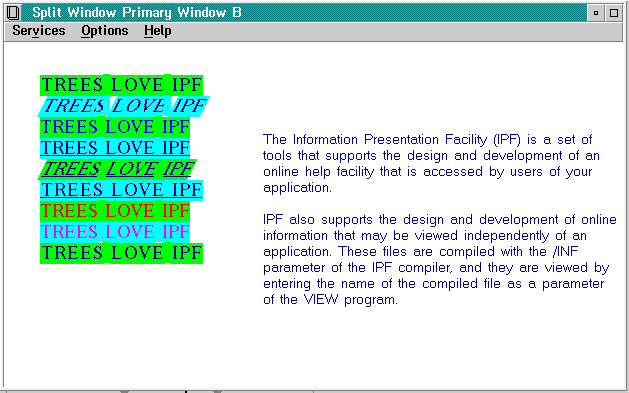 Split Window Primary Window B
Services Options Help
TREES LOVE IPF
TREES LOVE IPF
TREES LOVE IPF
TREES LOVE IPF
TREES LOVE IPF
TREES LOVE IPF
TREES LOVE IPF
TREES LOVE IPF
TREES LOVE IPF
The Information Presentation Facility (IPF) is a set of
tools that supports the design and development of an
online help facility that is accessed by users of your
application.
IPF also supports the design and development of online
information that may be viewed independently of an
application. These files are compiled with the /INF
parameter of the IPF compiler, and they are viewed by
entering the name of the compiled file as a parameter
of the VIEW program.